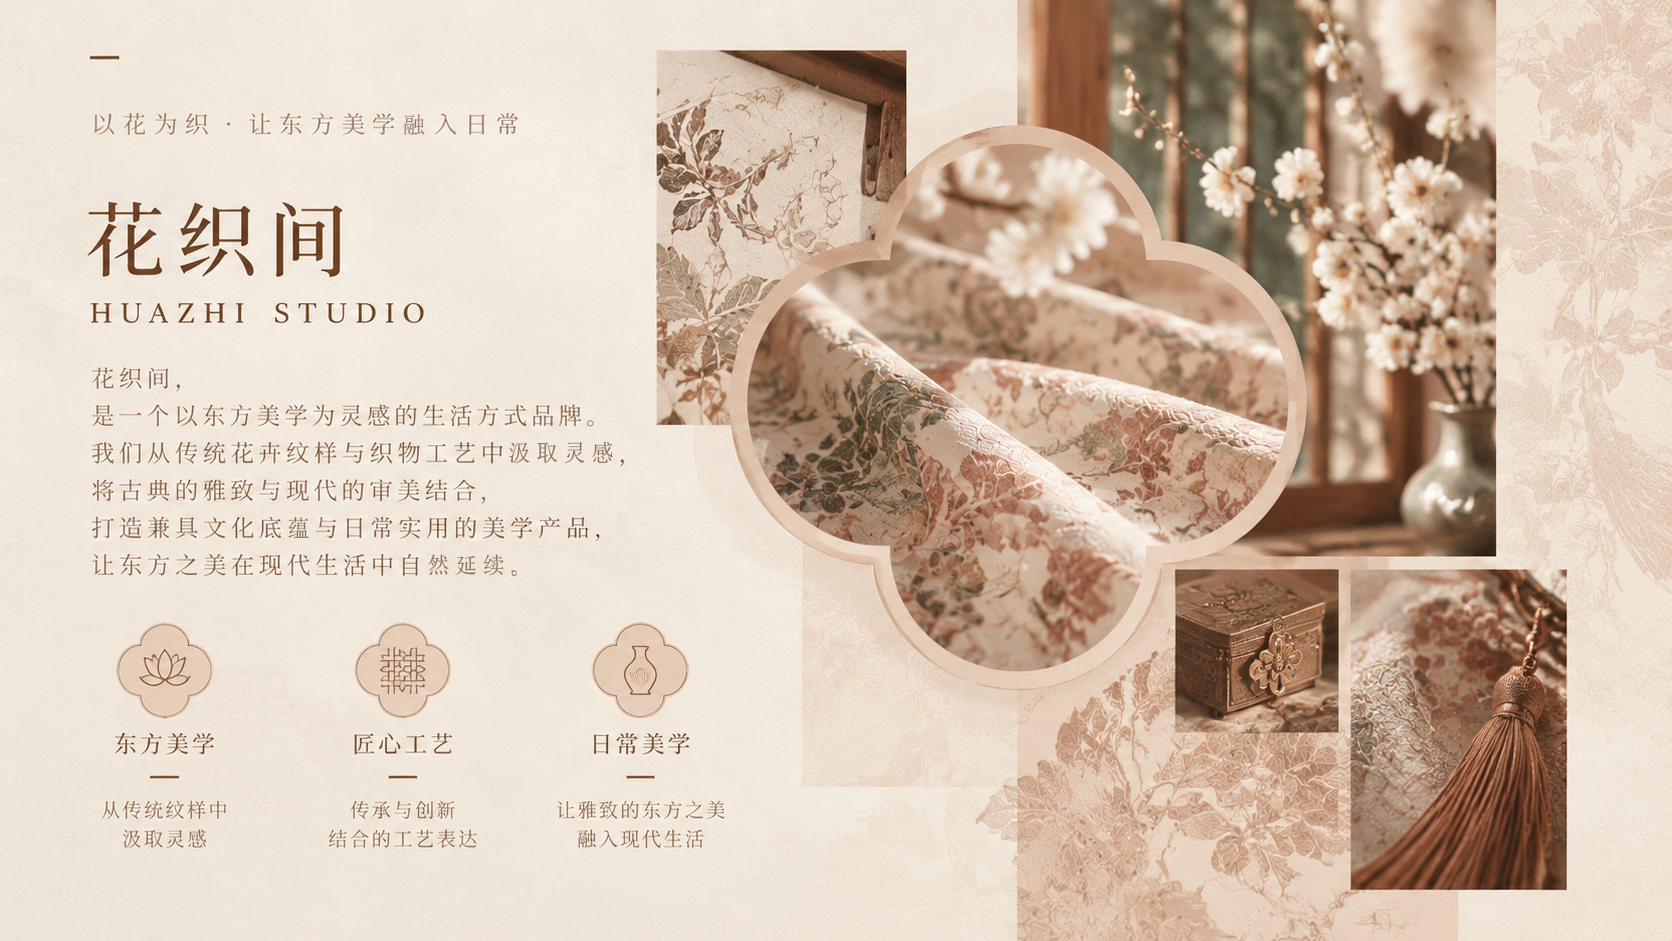 以花为织·让东方美学融入日常
花织间
HUAZHI STUDIO
花织间，
是一个以东方美学为灵感的生活方式品牌。
我们从传统花卉纹样与织物工艺中汲取灵感，
将古典的雅致与现代的审美结合，
打造兼具文化底蕴与日常实用的美学产品，
让东方之美在现代生活中自然延续。
东方美学
从传统纹样中
汲取灵感
匠心工艺
传承与创新
结合的工艺表达
日常美学
让雅致的东方之美
融入现代生活